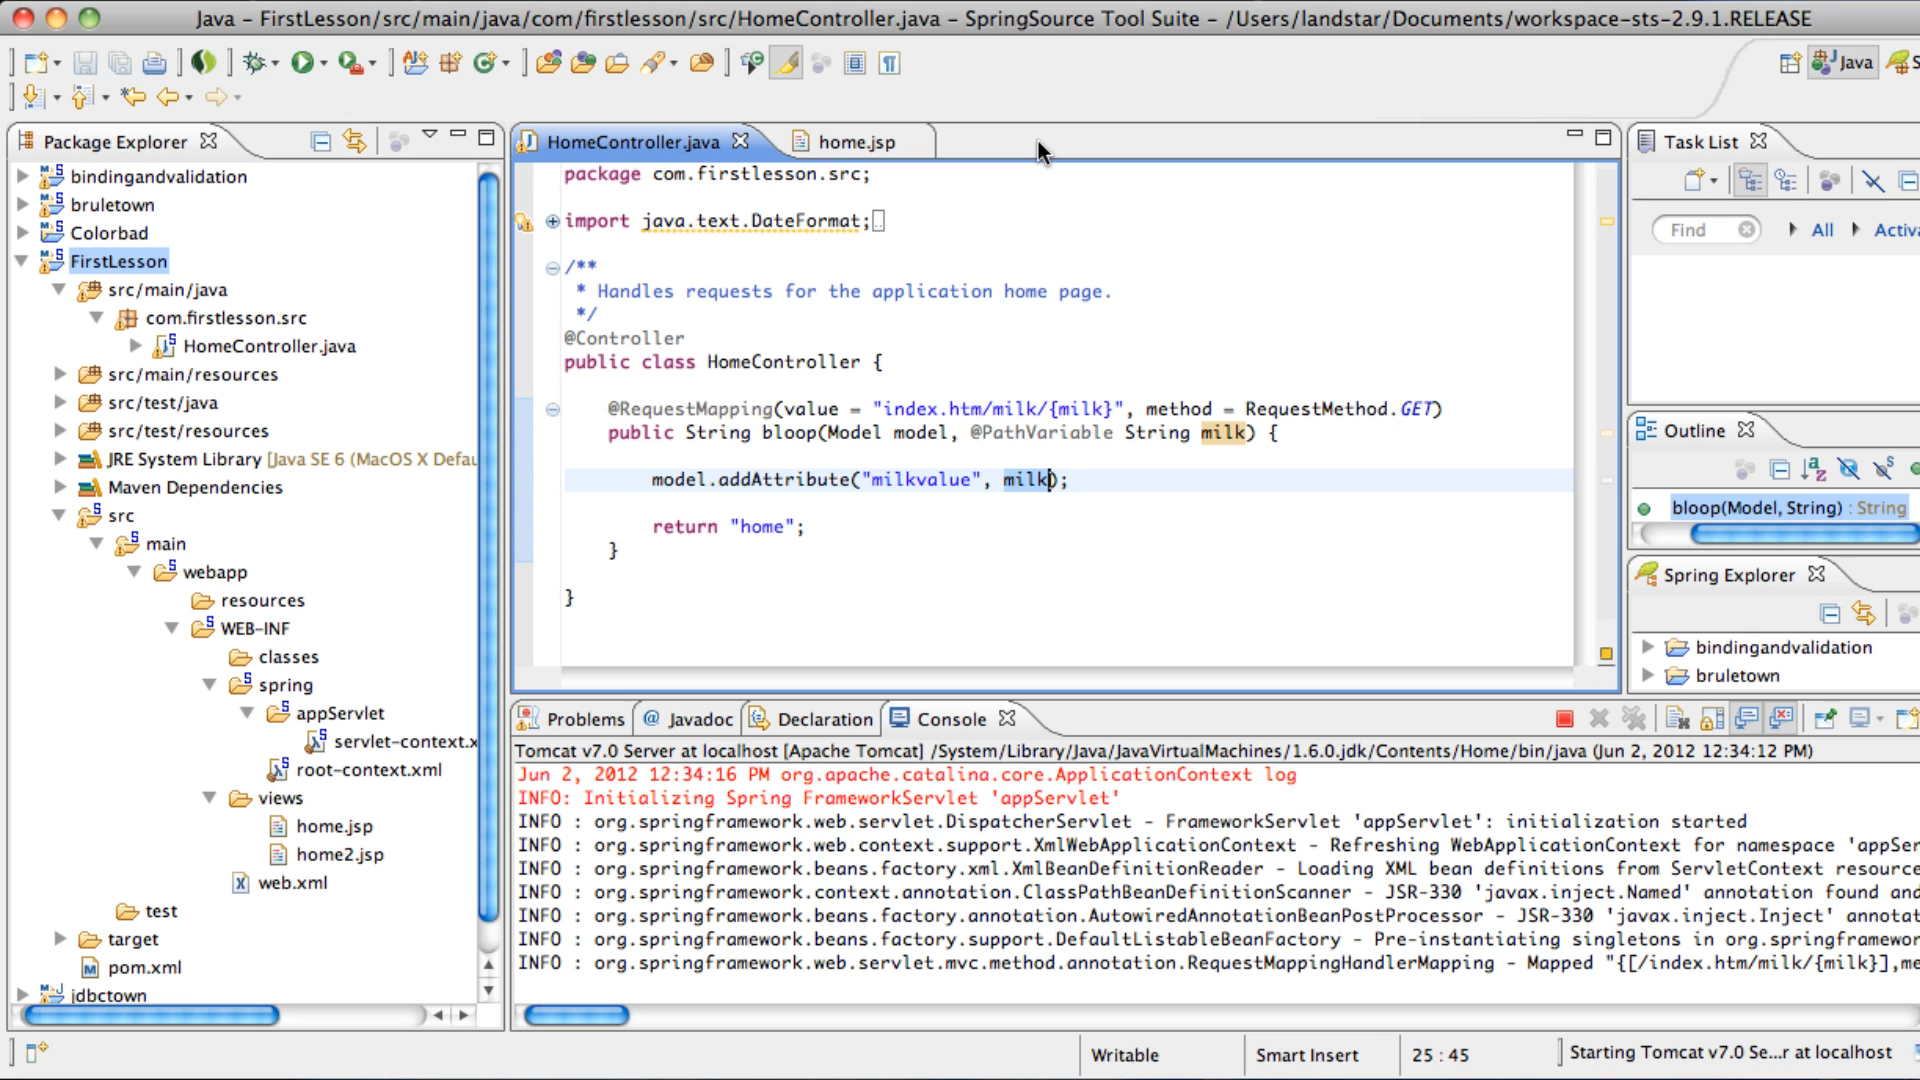 Java – FirstLesson/src/main/java/com/firstlesson/src/HomeController.java – SpringSource Tool Suite – /Users/landstar/Documents/workspace-sts-2.9.1.RELEASE
Java
Package Explorer
bindingandvalidation
bruletown
Colorbad
FirstLesson
src/main/java
com.firstlesson.src
HomeController.java
src/main/resources
src/test/java
src/test/resources
JRE System Library [Java SE 6 (MacOS X Defau
Maven Dependencies
src
main
webapp
resources
WEB-INF
classes
spring
appServlet
servlet-context.x
root-context.xml
views
home.jsp
home2.jsp
web.xml
test
target
pom.xml
jdbctown
HomeController.java
home.jsp
package com.firstlesson.src;
import java.text.DateFormat;
/**
* Handles requests for the application home page.
*/
@Controller
public class HomeController {
@RequestMapping(value = "index.htm/milk/{milk}", method = RequestMethod.GET)
public String bloop(Model model, @PathVariable String milk) {
model.addAttribute("milkvalue", milk);
return "home";
}
}
Task List
Find
All
Activa
Outline
bloop(Model, String) : String
Spring Explorer
bindingandvalidation
bruletown
Problems
@ Javadoc
Declaration
Console
Tomcat v7.0 Server at localhost [Apache Tomcat] /System/Library/Java/JavaVirtualMachines/1.6.0.jdk/Contents/Home/bin/java (Jun 2, 2012 12:34:12 PM)
Jun 2, 2012 12:34:16 PM org.apache.catalina.core.ApplicationContext log
INFO: Initializing Spring FrameworkServlet 'appServlet'
INFO : org.springframework.web.servlet.DispatcherServlet - FrameworkServlet 'appServlet': initialization started
INFO : org.springframework.web.context.support.XmlWebApplicationContext - Refreshing WebApplicationContext for namespace 'appSer
INFO : org.springframework.beans.factory.xml.XmlBeanDefinitionReader - Loading XML bean definitions from ServletContext resource
INFO : org.springframework.context.annotation.ClassPathBeanDefinitionScanner - JSR-330 'javax.inject.Named' annotation found and
INFO : org.springframework.beans.factory.annotation.AutowiredAnnotationBeanPostProcessor - JSR-330 'javax.inject.Inject' annotat
INFO : org.springframework.beans.factory.support.DefaultListableBeanFactory - Pre-instantiating singletons in org.springframewor
INFO : org.springframework.web.servlet.mvc.method.annotation.RequestMappingHandlerMapping - Mapped "{[/index.htm/milk/{milk}],me
Writable
Smart Insert
25 : 45
Starting Tomcat v7.0 Se...r at localhost